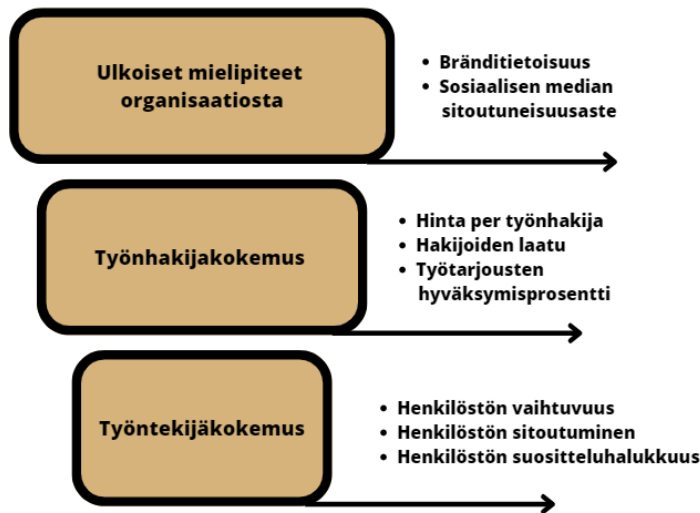 Ulkoiset mielipiteet
organisaatiosta
• Bränditietoisuus
• Sosiaalisen median
sitoutuneisuusaste
Työnhakijakokemus
• Hinta per työnhakija
• Hakijoiden laatu
• Työtarjousten
hyväksymisprosentti
Työntekijäkokemus
• Henkilöstön vaihtuvuus
• Henkilöstön sitoutuminen
• Henkilöstön suositteluhalukkuus